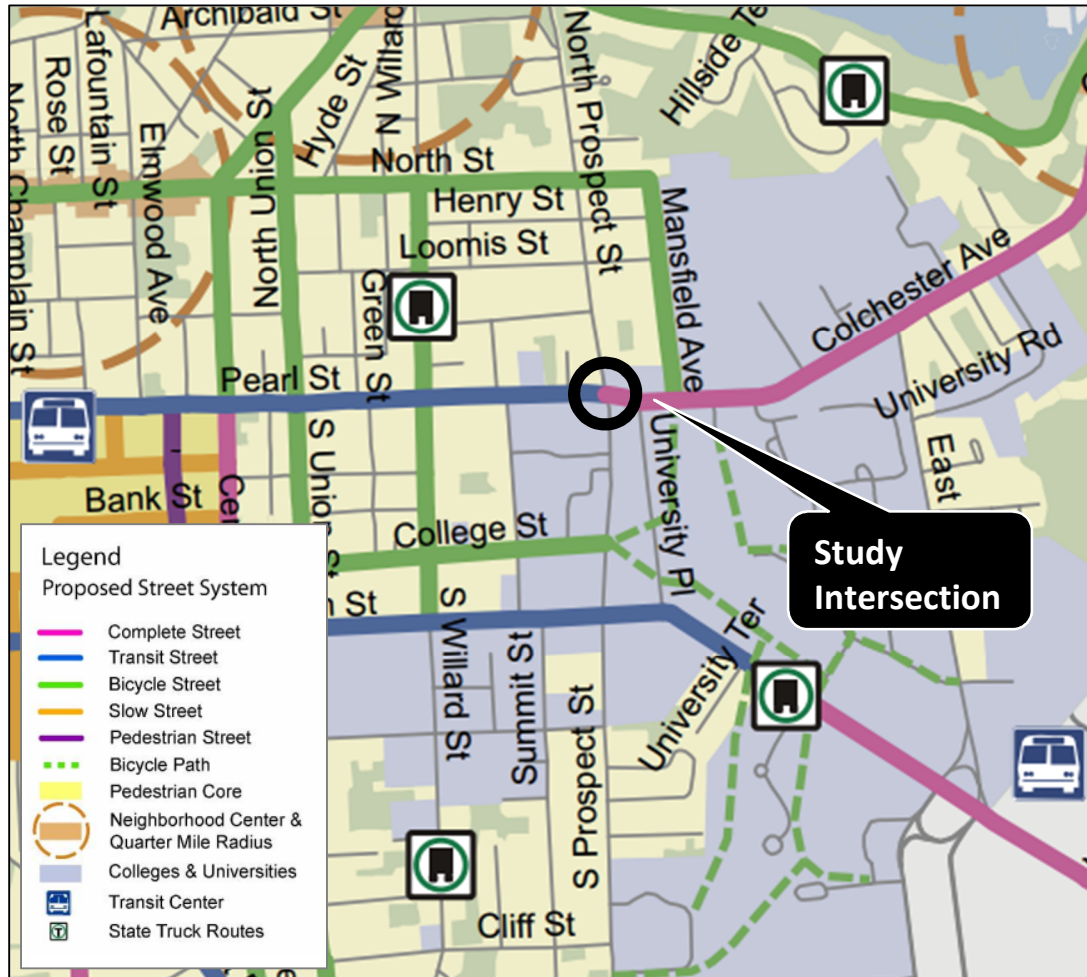 Archibald St
Lafountain St
Rose St
Elmwood Ave
North Champlain St
North Union St
Hyde St
N Willard
North St
Henry St
Loomis St
North Prospect St
Hillside Ter
Mansfield Ave
Colchester Ave
University Rd
Green St
Pearl St
S Union St
Bank St
College St
University Pl
East
Study
Intersection
S Willard St
Summit St
S Prospect St
University Ter
Cliff St
Legend
Proposed Street System
Complete Street
Transit Street
Bicycle Street
Slow Street
Pedestrian Street
Bicycle Path
Pedestrian Core
Neighborhood Center &
Quarter Mile Radius
Colleges & Universities
Transit Center
T State Truck Routes